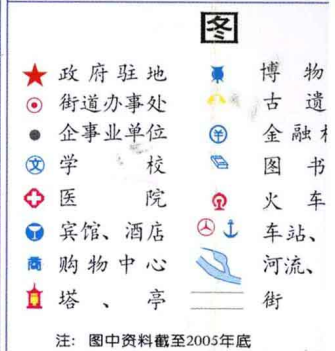 图
政府驻地 博物
街道办事处 古遗
企事业单位 金融
文 学校 图书
医院 火车
宾馆、酒店 车站、
商 购物中心 河流、
塔、亭 街
注: 图中资料截至2005年底